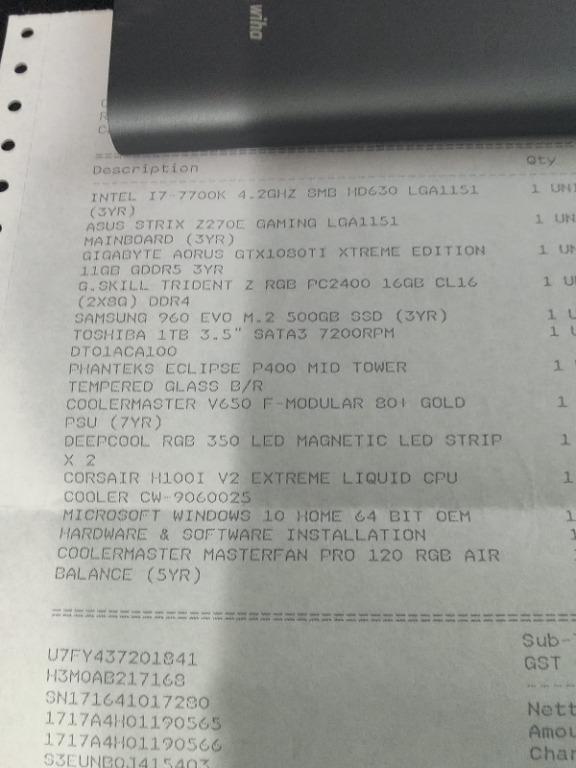 wiha
Description Qty
INTEL I7-7700K 4.2GHZ 8MB HD630 LGA1151 1 UNI
(3YR)
ASUS STRIX Z270E GAMING LGA1151 1 UN
MAINBOARD (3YR)
GIGABYTE AORUS GTX1080TI XTREME EDITION 1 UN
11GB GDDR5 3YR
G.SKILL TRIDENT Z RGB PC2400 16GB CL16 1 U
(2X8G) DDR4
SAMSUNG 960 EVO M.2 500GB SSD (3YR) 1 U
TOSHIBA 1TB 3.5" SATA3 7200RPM 1 U
DT01ACA100
PHANTEKS ECLIPSE P400 MID TOWER 1
TEMPERED GLASS B/R
COOLERMASTER V650 F-MODULAR 80+ GOLD 1
PSU (7YR)
DEEPCOOL RGB 350 LED MAGNETIC LED STRIP 1
X 2
CORSAIR H100I V2 EXTREME LIQUID CPU 1
COOLER CW-9060025
MICROSOFT WINDOWS 10 HOME 64 BIT OEM 1
HARDWARE & SOFTWARE INSTALLATION 1
COOLERMASTER MASTERFAN PRO 120 RGB AIR 1
BALANCE (5YR)
Sub-
U7FY437201841 GST
H3M0AB217168
SN171641017280 Nett
1717A4H01190565 Amou
1717A4H01190566 Char